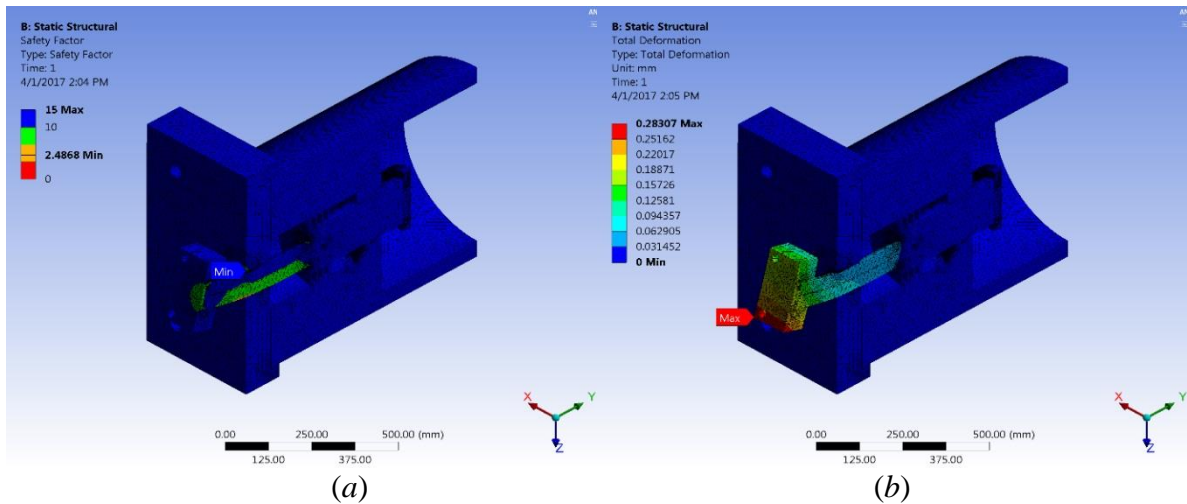 B: Static Structural
Safety Factor
Type: Safety Factor
Time: 1
4/1/2017 2:04 PM
15 Max
10
2.4868 Min
0
Min
X
Y
Z
0.00 250.00 500.00 (mm)
125.00 375.00
(a)
AN
B: Static Structural
Total Deformation
Type: Total Deformation
Unit: mm
Time: 1
4/1/2017 2:05 PM
0.28307 Max
0.25162
0.22017
0.18871
0.15726
0.12581
0.094357
0.062905
0.031452
0 Min
Max
X
Y
Z
0.00 250.00 500.00 (mm)
125.00 375.00
(b)
AN